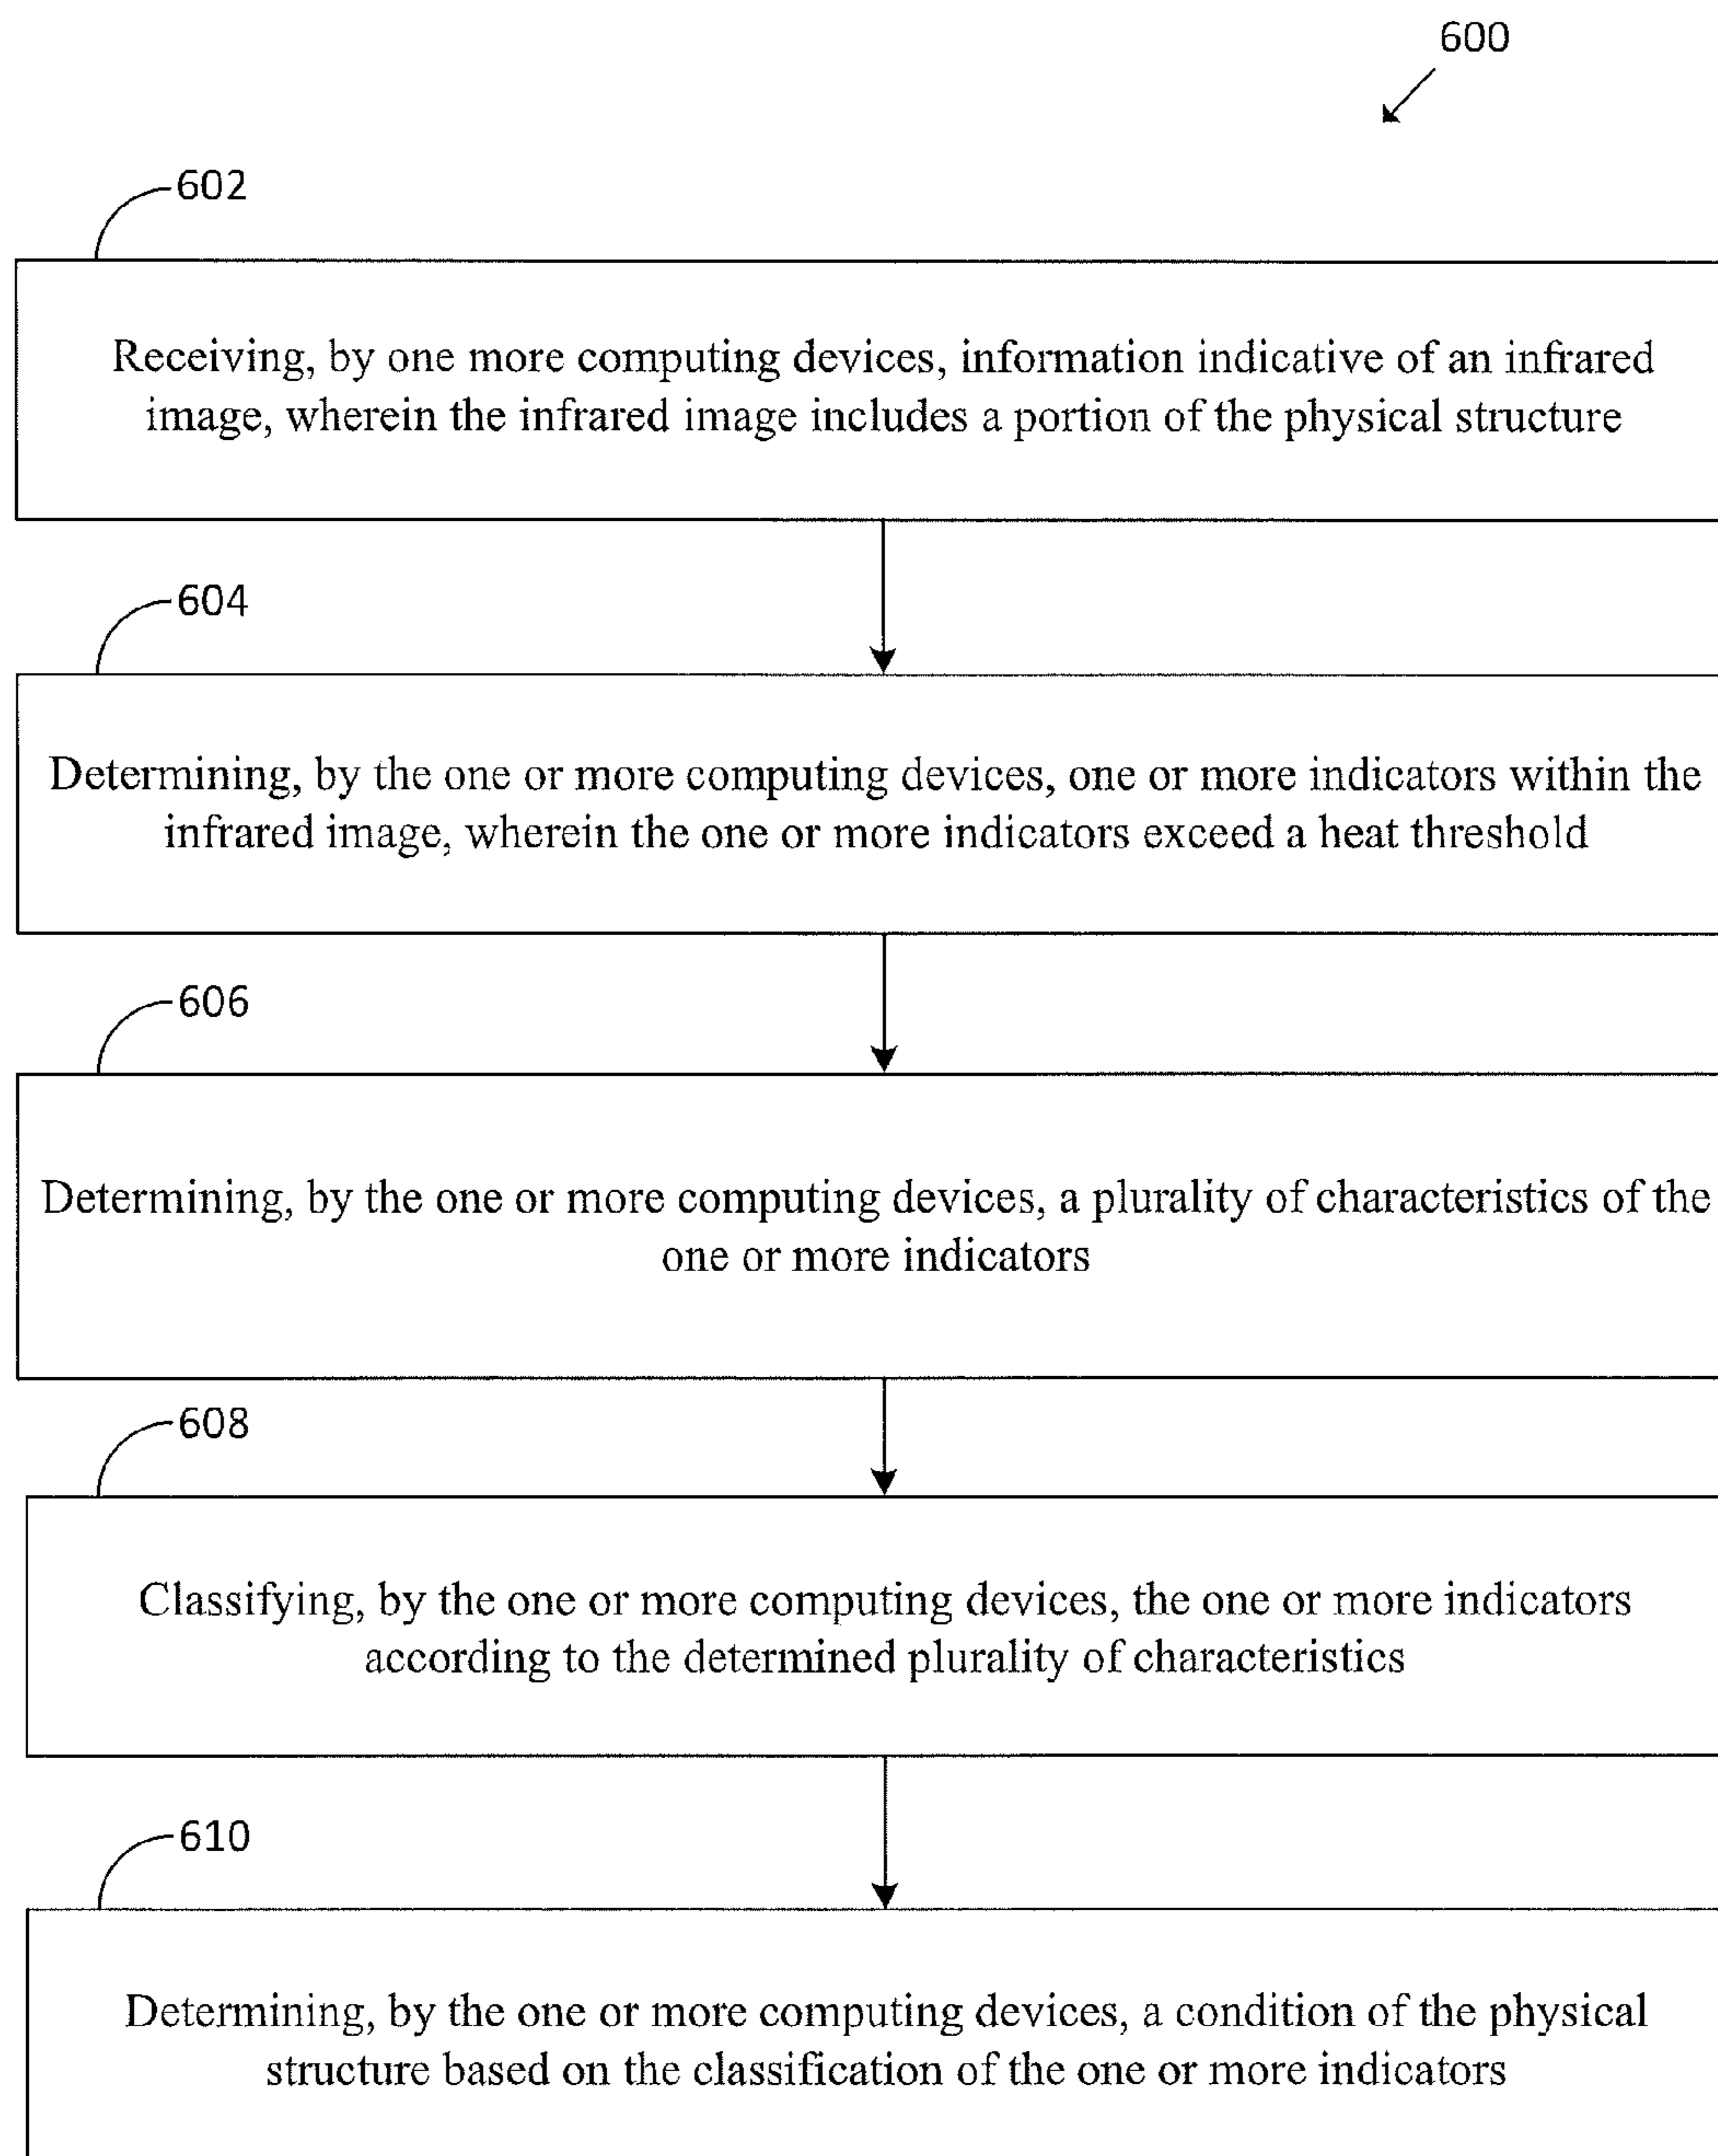 600
602
Receiving, by one more computing devices, information indicative of an infrared
image, wherein the infrared image includes a portion of the physical structure
604
Determining, by the one or more computing devices, one or more indicators within the
infrared image, wherein the one or more indicators exceed a heat threshold
606
Determining, by the one or more computing devices, a plurality of characteristics of the
one or more indicators
608
Classifying, by the one or more computing devices, the one or more indicators
according to the determined plurality of characteristics
610
Determining, by the one or more computing devices, a condition of the physical
structure based on the classification of the one or more indicators